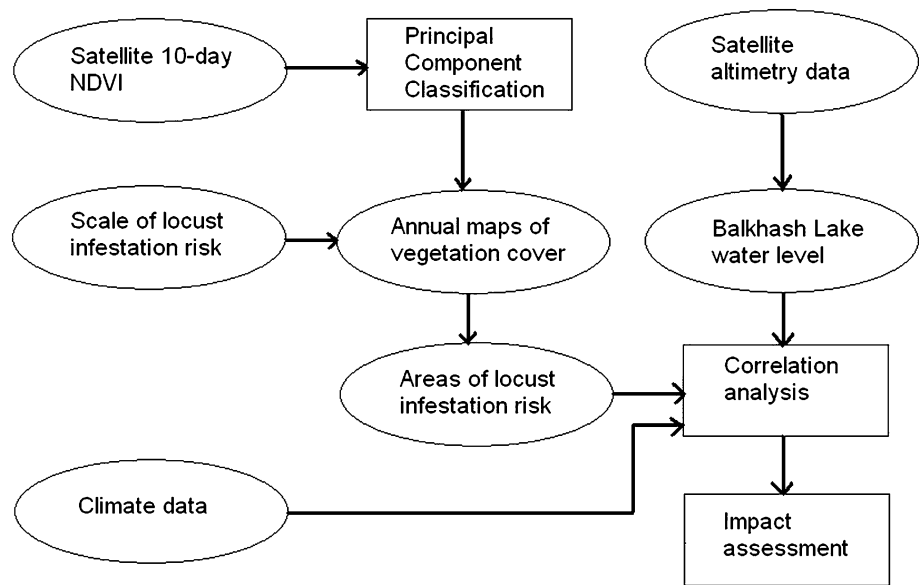 Satellite 10-day
NDVI
Principal
Component
Classification
Satellite
altimetry data
Scale of locust
infestation risk
Annual maps of
vegetation cover
Balkhash Lake
water level
Areas of locust
infestation risk
Correlation
analysis
Climate data
Impact
assessment